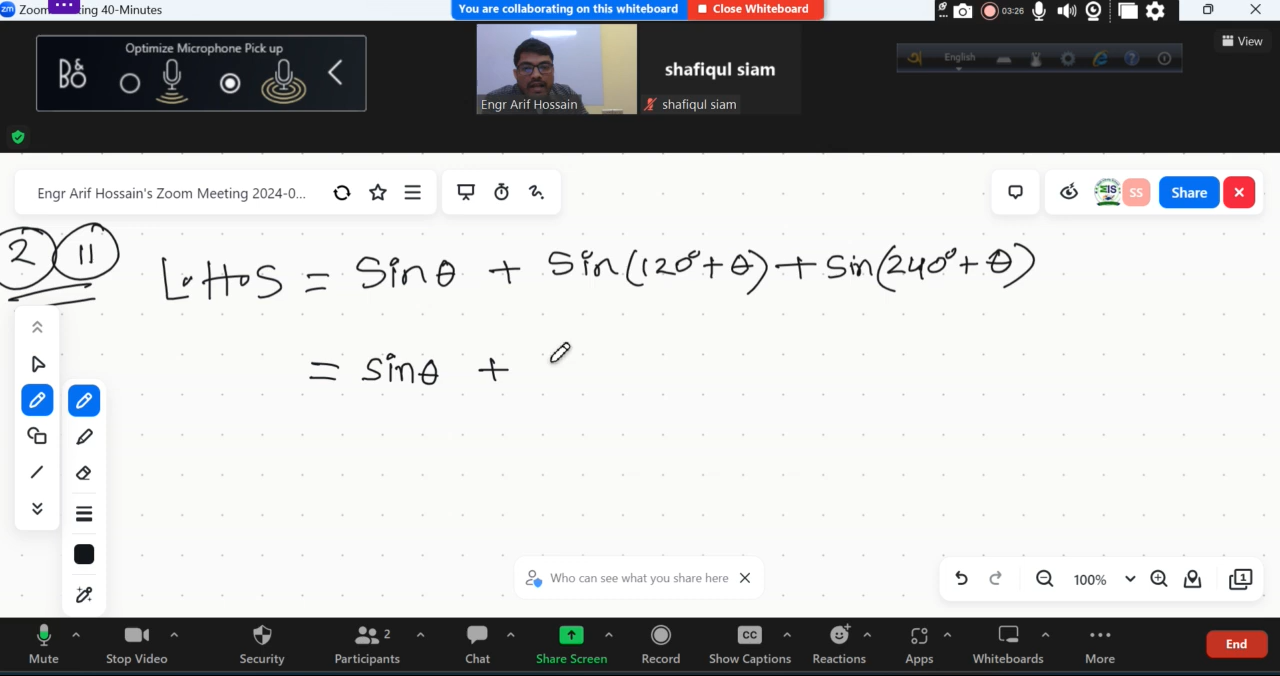 Zoom
ing 40-Minutes
You are collaborating on this whiteboard
Close Whiteboard
03:26
Optimize Microphone Pick up
B&O
Engr Arif Hossain
shafiqul siam
shafiqul siam
English
View
Engr Arif Hossain's Zoom Meeting 2024-0...
SS
Share
2 11 L.H.S = Sinθ + Sin(120°+θ)+Sin(240°+θ)
= sinθ +
Who can see what you share here
100%
1
Mute
Stop Video
Security
2
Participants
Chat
Share Screen
Record
CC
Show Captions
Reactions
Apps
Whiteboards
More
End